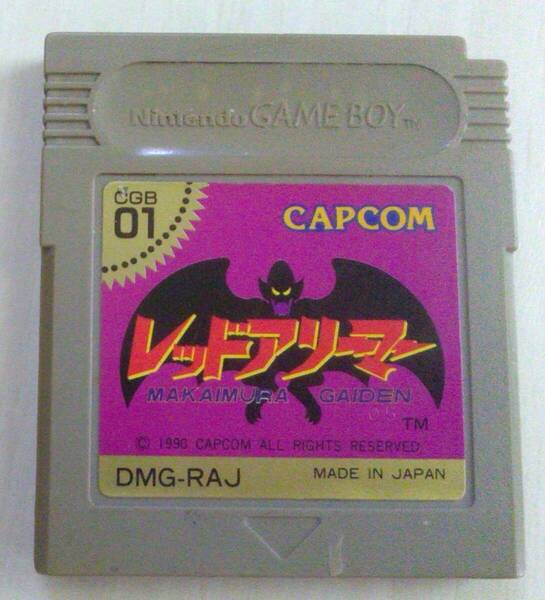 Nintendo GAME BOY™
CGB
01
CAPCOM
レッドアリーマー
MAKAIMURA GAIDEN
TM
© 1990 CAPCOM ALL RIGHTS RESERVED
DMG-RAJ
MADE IN JAPAN